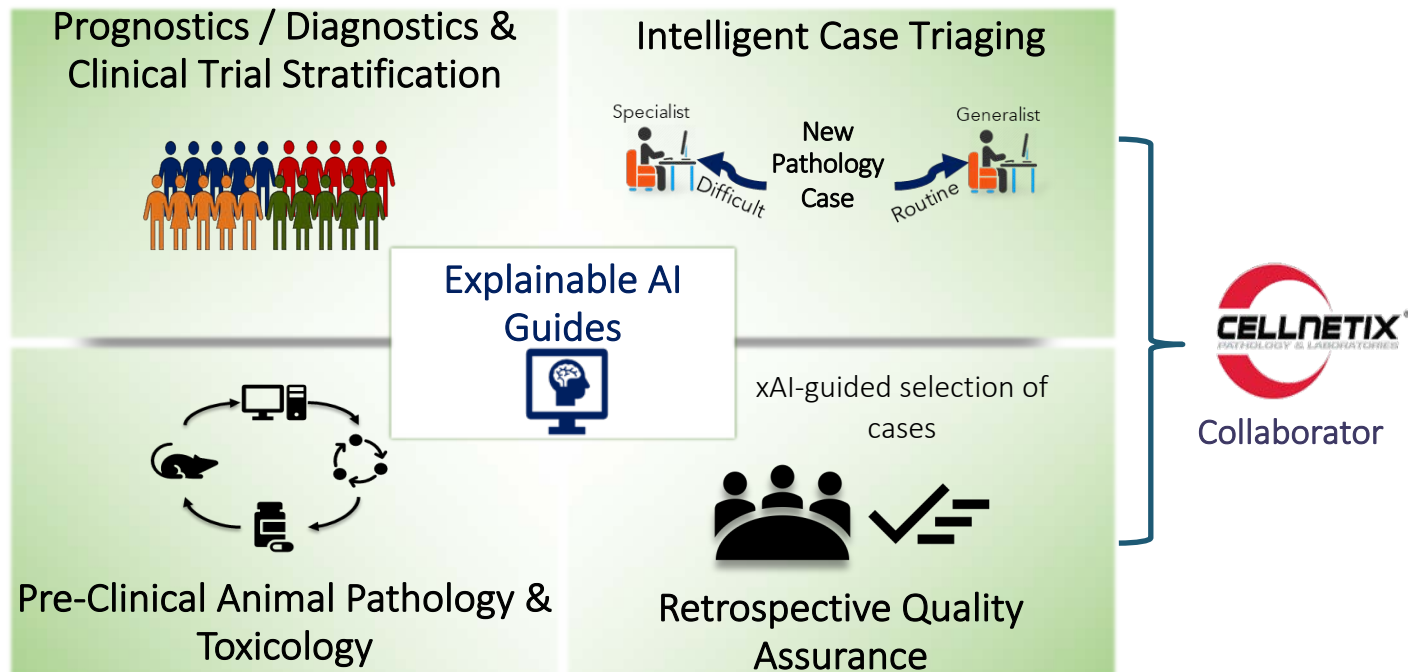 Prognostics / Diagnostics &
Clinical Trial Stratification
Intelligent Case Triaging
Specialist
Difficult
New
Pathology
Case
Generalist
Routine
Explainable AI
Guides
Pre-Clinical Animal Pathology &
Toxicology
xAI-guided selection of
cases
Retrospective Quality
Assurance
CELLNETIX®
PATHOLOGY & LABORATORIES
Collaborator